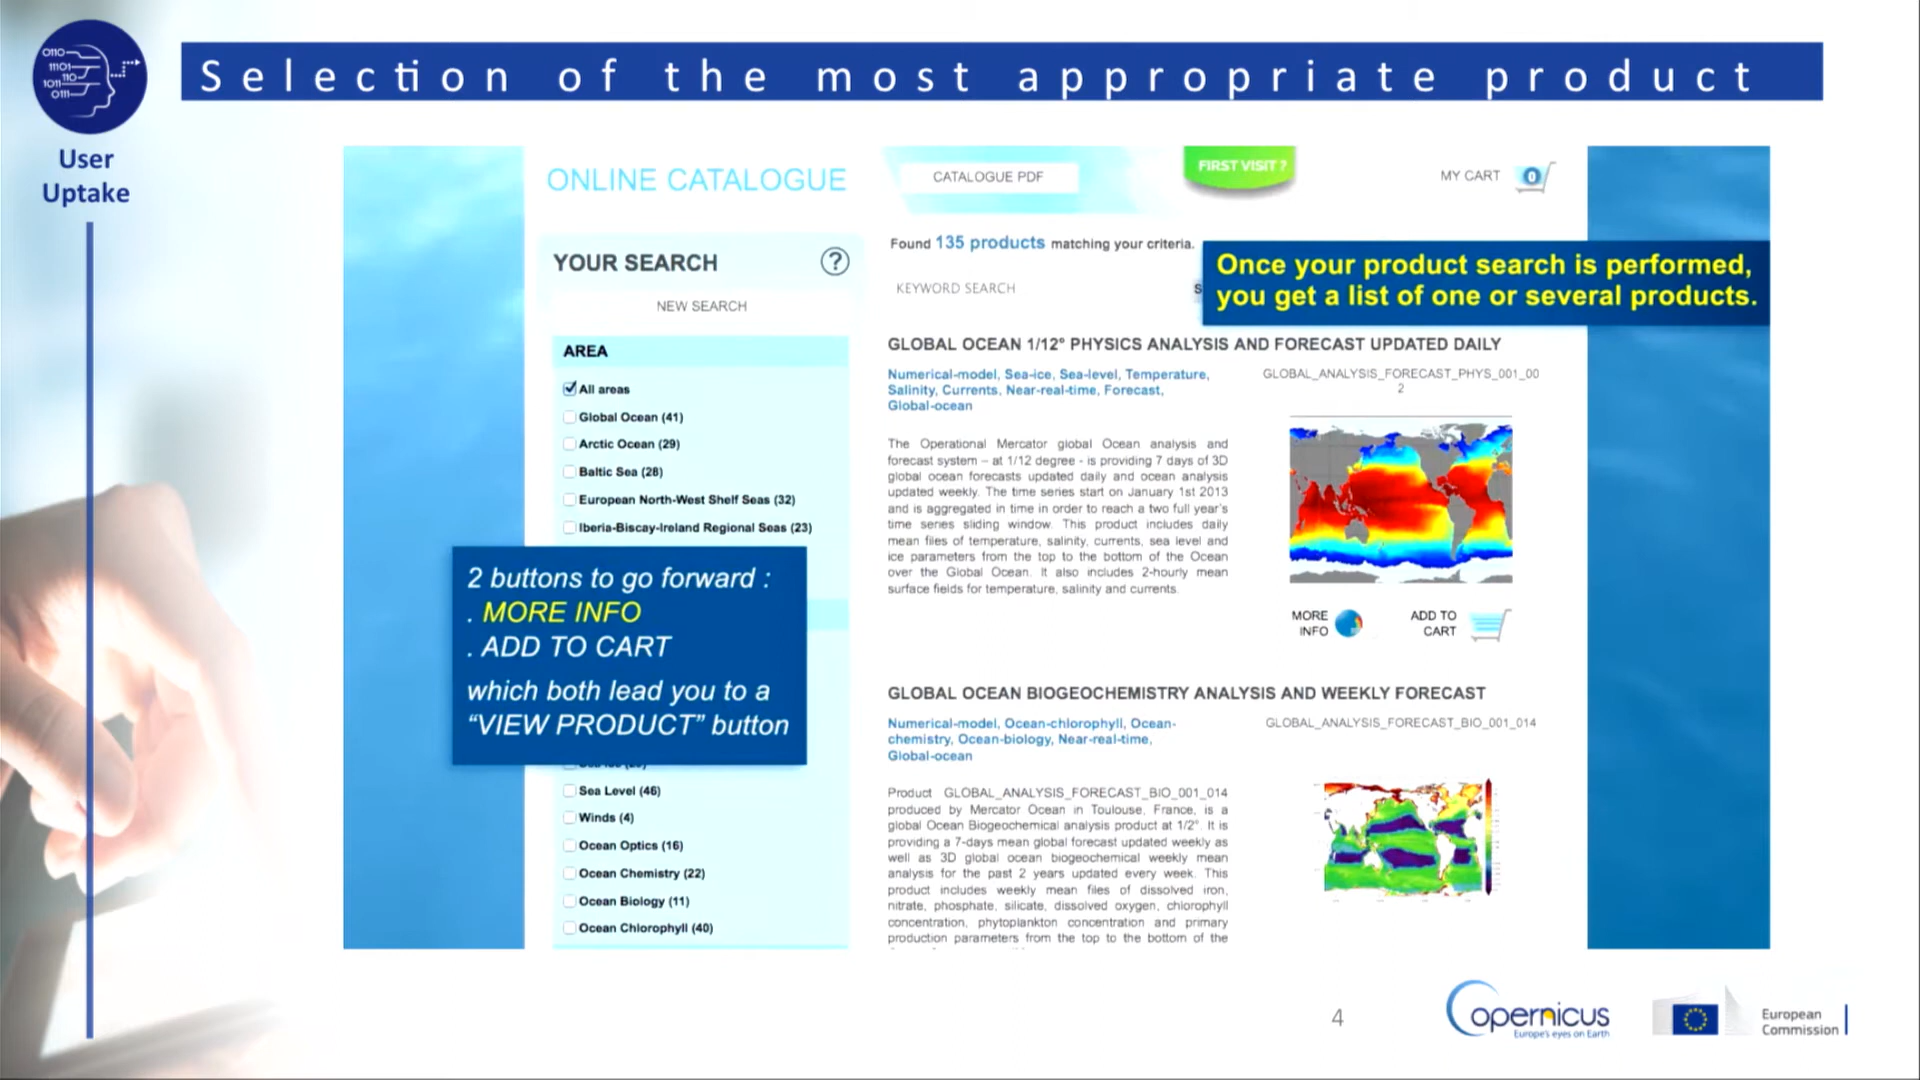 0110
1101
110
1011
0111
User
Uptake
Selection of the most appropriate product
ONLINE CATALOGUE
CATALOGUE PDF
FIRST VISIT ?
MY CART
0
YOUR SEARCH
?
NEW SEARCH
AREA
All areas
Global Ocean (41)
Arctic Ocean (29)
Baltic Sea (28)
European North-West Shelf Seas (32)
Iberia-Biscay-Ireland Regional Seas (23)
2 buttons to go forward :
. MORE INFO
. ADD TO CART
which both lead you to a
“VIEW PRODUCT” button
Sea Level (46)
Winds (4)
Ocean Optics (16)
Ocean Chemistry (22)
Ocean Biology (11)
Ocean Chlorophyll (40)
Found 135 products matching your criteria.
KEYWORD SEARCH
Once your product search is performed,
you get a list of one or several products.
GLOBAL OCEAN 1/12° PHYSICS ANALYSIS AND FORECAST UPDATED DAILY
Numerical-model, Sea-ice, Sea-level, Temperature,
Salinity, Currents, Near-real-time, Forecast,
Global-ocean
GLOBAL_ANALYSIS_FORECAST_PHYS_001_00
2
The Operational Mercator global Ocean analysis and
forecast system – at 1/12 degree - is providing 7 days of 3D
global ocean forecasts updated daily and ocean analysis
updated weekly. The time series start on January 1st 2013
and is aggregated in time in order to reach a two full year's
time series sliding window. This product includes daily
mean files of temperature, salinity, currents, sea level and
ice parameters from the top to the bottom of the Ocean
over the Global Ocean. It also includes 2-hourly mean
surface fields for temperature, salinity and currents.
MORE
INFO
ADD TO
CART
GLOBAL OCEAN BIOGEOCHEMISTRY ANALYSIS AND WEEKLY FORECAST
Numerical-model, Ocean-chlorophyll, Ocean-
chemistry, Ocean-biology, Near-real-time,
Global-ocean
GLOBAL_ANALYSIS_FORECAST_BIO_001_014
Product GLOBAL_ANALYSIS_FORECAST_BIO_001_014
produced by Mercator Ocean in Toulouse, France, is a
global Ocean Biogeochemical analysis product at 1/2°. It is
providing a 7-days mean global forecast updated weekly as
well as 3D global ocean biogeochemical weekly mean
analysis for the past 2 years updated every week. This
product includes weekly mean files of dissolved iron,
nitrate, phosphate, silicate, dissolved oxygen, chlorophyll
concentration, phytoplankton concentration and primary
production parameters from the top to the bottom of the
4
Copernicus
Europe's eyes on Earth
European
Commission